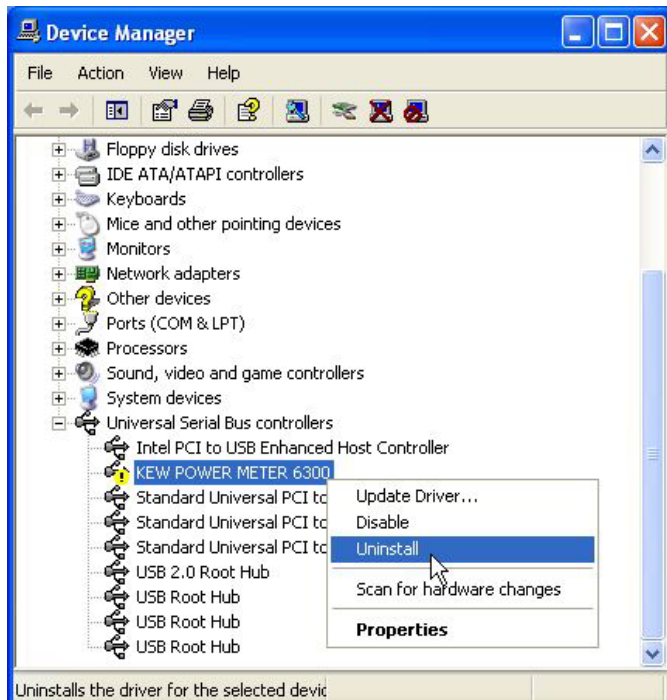 Device Manager
File Action View Help
Floppy disk drives
IDE ATA/ATAPI controllers
Keyboards
Mice and other pointing devices
Monitors
Network adapters
Other devices
Ports (COM & LPT)
Processors
Sound, video and game controllers
System devices
Universal Serial Bus controllers
Intel PCI to USB Enhanced Host Controller
KEW POWER METER 6300
Standard Universal PCI to
Standard Universal PCI to
Standard Universal PCI to
USB 2.0 Root Hub
USB Root Hub
USB Root Hub
USB Root Hub
Update Driver...
Disable
Uninstall
Scan for hardware changes
Properties
Uninstalls the driver for the selected devic